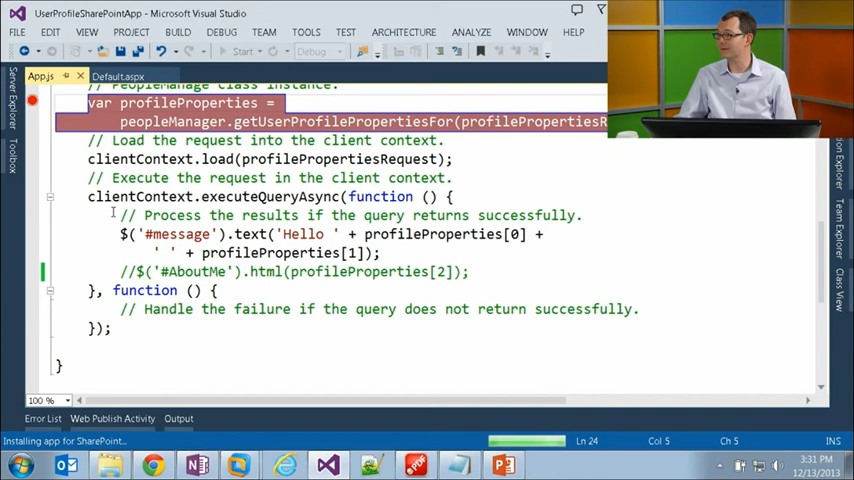 UserProfileSharePointApp - Microsoft Visual Studio
FILE EDIT VIEW PROJECT BUILD DEBUG TEAM TOOLS TEST ARCHITECTURE ANALYZE WINDOW HELP
Start Debug
App.js Default.aspx
Server Explorer
Toolbox
// PeopleManage class instance.
var profileProperties =
peopleManager.getUserProfilePropertiesFor(profilePropertiesR
// Load the request into the client context.
clientContext.load(profilePropertiesRequest);
// Execute the request in the client context.
clientContext.executeQueryAsync(function () {
// Process the results if the query returns successfully.
$('#message').text('Hello ' + profileProperties[0] +
' ' + profileProperties[1]);
//$('#AboutMe').html(profileProperties[2]);
}, function () {
// Handle the failure if the query does not return successfully.
});
}
Explorer
Team Explorer
Class View
100 %
Error List Web Publish Activity Output
Installing app for SharePoint... Ln 24 Col 5 Ch 5 INS
3:31 PM
12/13/2013